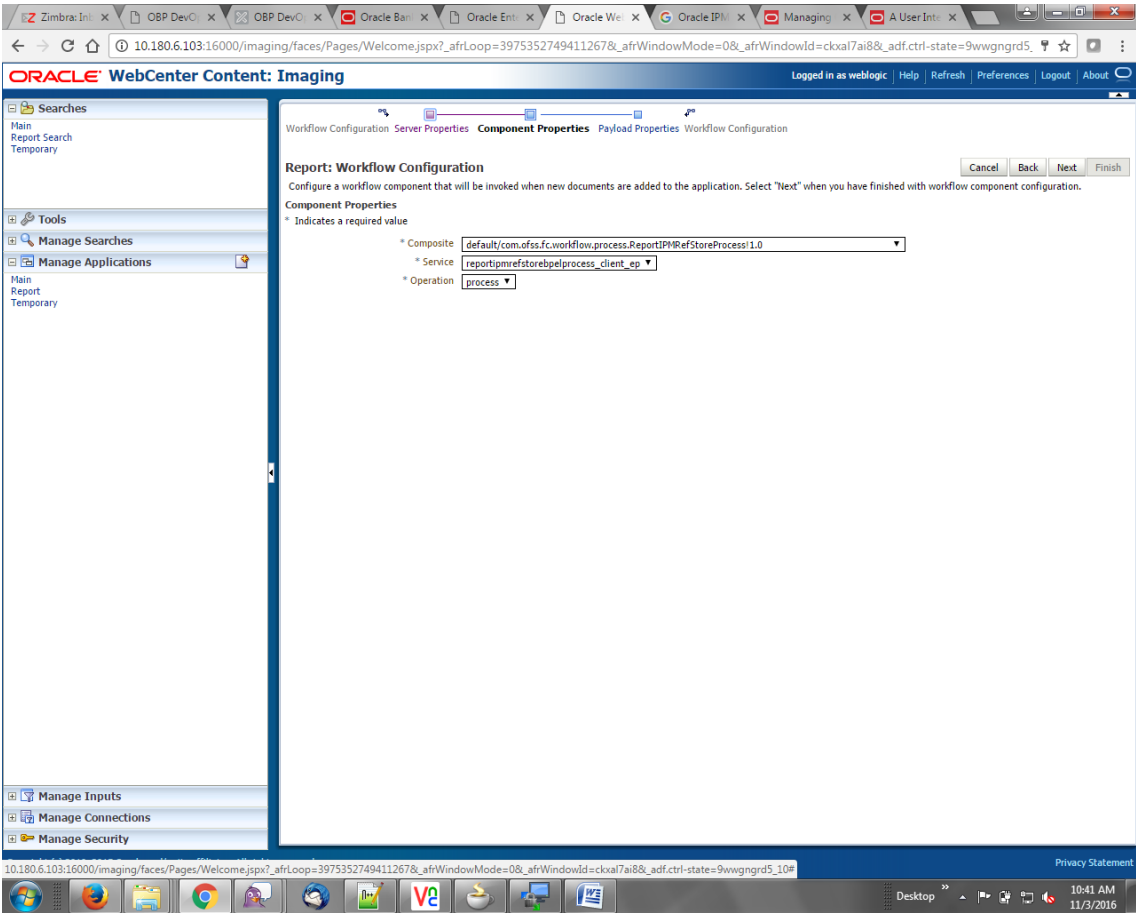 Zimbra: Int
OBP DevO
OBP DevO
Oracle Ban
Oracle Ente
Oracle Wel
Oracle IPM
Managing
A User Inte
10.180.6.103:16000/imaging/faces/Pages/Welcome.jspx?_afrLoop=3975352749411267&_afrWindowMode=0&_afrWindowId=ckxal7ai8&_adf.ctrl-state=9wwgngrd5_
ORACLE WebCenter Content: Imaging
Logged in as weblogic Help Refresh Preferences Logout About
Searches
Main
Report Search
Temporary
Tools
Manage Searches
Manage Applications
Main
Report
Temporary
Manage Inputs
Manage Connections
Manage Security
Workflow Configuration Server Properties Component Properties Payload Properties Workflow Configuration
Report: Workflow Configuration
Cancel Back Next Finish
Configure a workflow component that will be invoked when new documents are added to the application. Select "Next" when you have finished with workflow component configuration.
Component Properties
* Indicates a required value
* Composite default/com.ofss.fc.workflow.process.ReportIPMRefStoreProcess!1.0
* Service reportipmrefstorebpelprocess_client_ep
* Operation process
Privacy Statement
10.180.6.103:16000/imaging/faces/Pages/Welcome.jspx?_afrLoop=3975352749411267&_afrWindowMode=0&_afrWindowId=ckxal7ai8&_adf.ctrl-state=9wwgngrd5_10#
Desktop
10:41 AM
11/3/2016